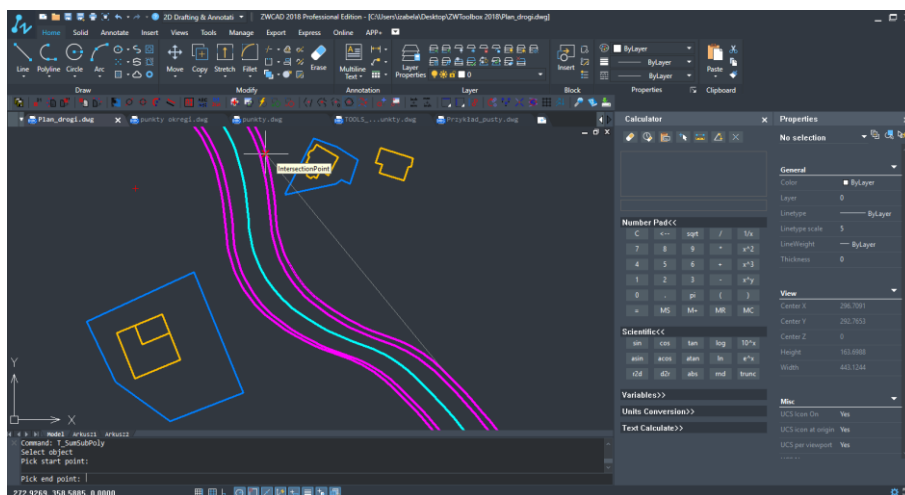 2D Drafting & Annotati
ZWCAD 2018 Professional Edition - [C:\Users\izabela\Desktop\ZWToolbox 2018\Plan_drogi.dwg]
Home Solid Annotate Insert Views Tools Manage Export Express Online APP+
Line Polyline Circle Arc Move Copy Stretch Fillet Erase Multiline Text Layer Properties 0 Insert ByLayer ByLayer ByLayer Paste
Draw Modify Annotation Layer Block Properties Clipboard
Plan_drogi.dwg punkty skregi.dwg punkty.dwg TOOLS_...unkty.dwg Przykład_pusty.dwg
IntersectionPoint
Y
X
Model Arkusz1 Arkusz2
Command: T_SumSubPoly
Select object
Pick start point:
Pick end point:
272.9269, 350.5885, 0.0000
Calculator
Number Pad<<
C <-- sqrt / 1/x
7 8 9 * x^2
4 5 6 + x^3
1 2 3 - x^y
0 . pi ( )
= MS M+ MR MC
Scientific<<
sin cos tan log 10^x
asin acos atan ln e^x
r2d d2r abs rnd trunc
Variables>>
Units Conversion>>
Text Calculate>>
Properties
No selection
General
Color ByLayer
Layer 0
Linetype ByLayer
Linetype scale 5
LineWeight ByLayer
Thickness 0
View
Center X 296.7091
Center Y 292.7653
Center Z 0
Height 163.6988
Width 443.1244
Misc
UCS icon On Yes
UCS icon at origin Yes
UCS per viewport Yes